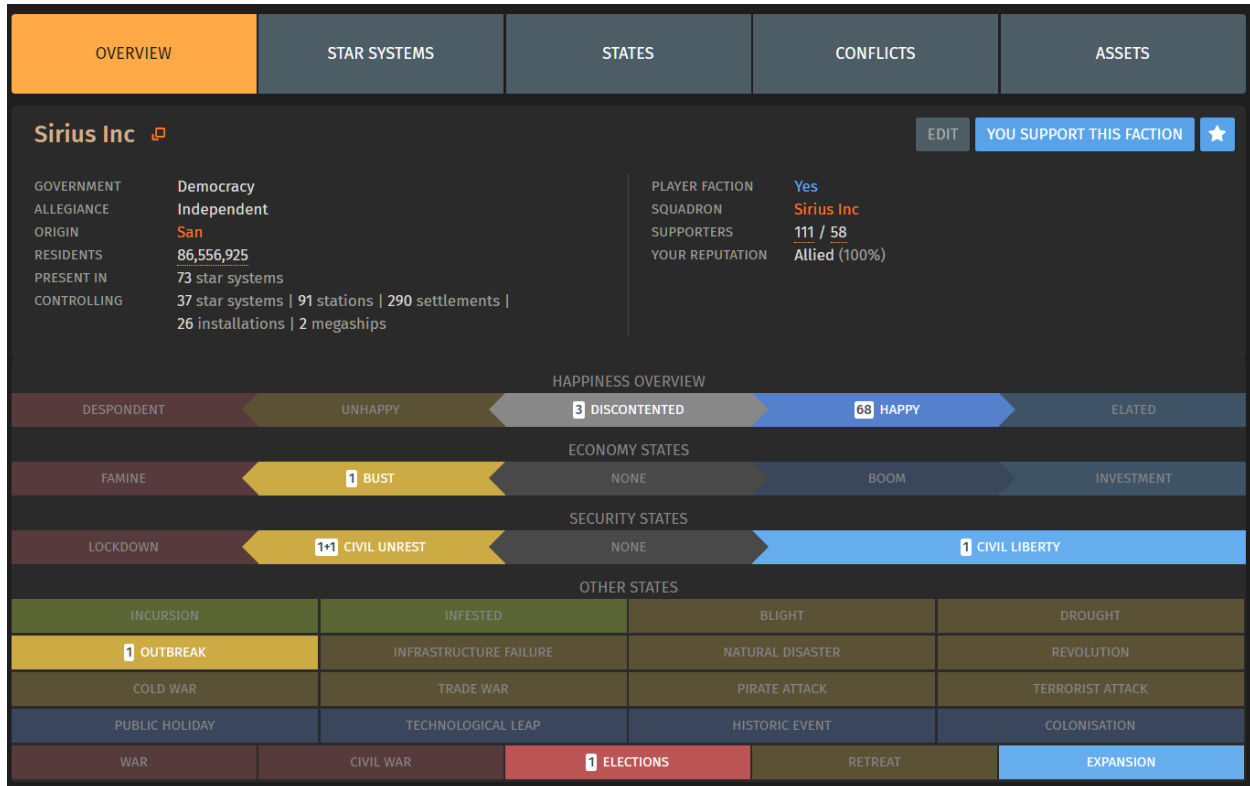 OVERVIEW STAR SYSTEMS STATES CONFLICTS ASSETS
Sirius Inc EDIT YOU SUPPORT THIS FACTION
GOVERNMENT Democracy PLAYER FACTION Yes
ALLEGIANCE Independent SQUADRON Sirius Inc
ORIGIN San SUPPORTERS 111 / 58
RESIDENTS 86,556,925 YOUR REPUTATION Allied (100%)
PRESENT IN 73 star systems
CONTROLLING 37 star systems | 91 stations | 290 settlements |
26 installations | 2 megaships
HAPPINESS OVERVIEW
DESPONDENT UNHAPPY 3 DISCONTENTED 68 HAPPY ELATED
ECONOMY STATES
FAMINE 1 BUST NONE BOOM INVESTMENT
SECURITY STATES
LOCKDOWN 1+1 CIVIL UNREST NONE 1 CIVIL LIBERTY
OTHER STATES
INCURSION INFESTED BLIGHT DROUGHT
1 OUTBREAK INFRASTRUCTURE FAILURE NATURAL DISASTER REVOLUTION
COLD WAR TRADE WAR PIRATE ATTACK TERRORIST ATTACK
PUBLIC HOLIDAY TECHNOLOGICAL LEAP HISTORIC EVENT COLONISATION
WAR CIVIL WAR 1 ELECTIONS RETREAT EXPANSION